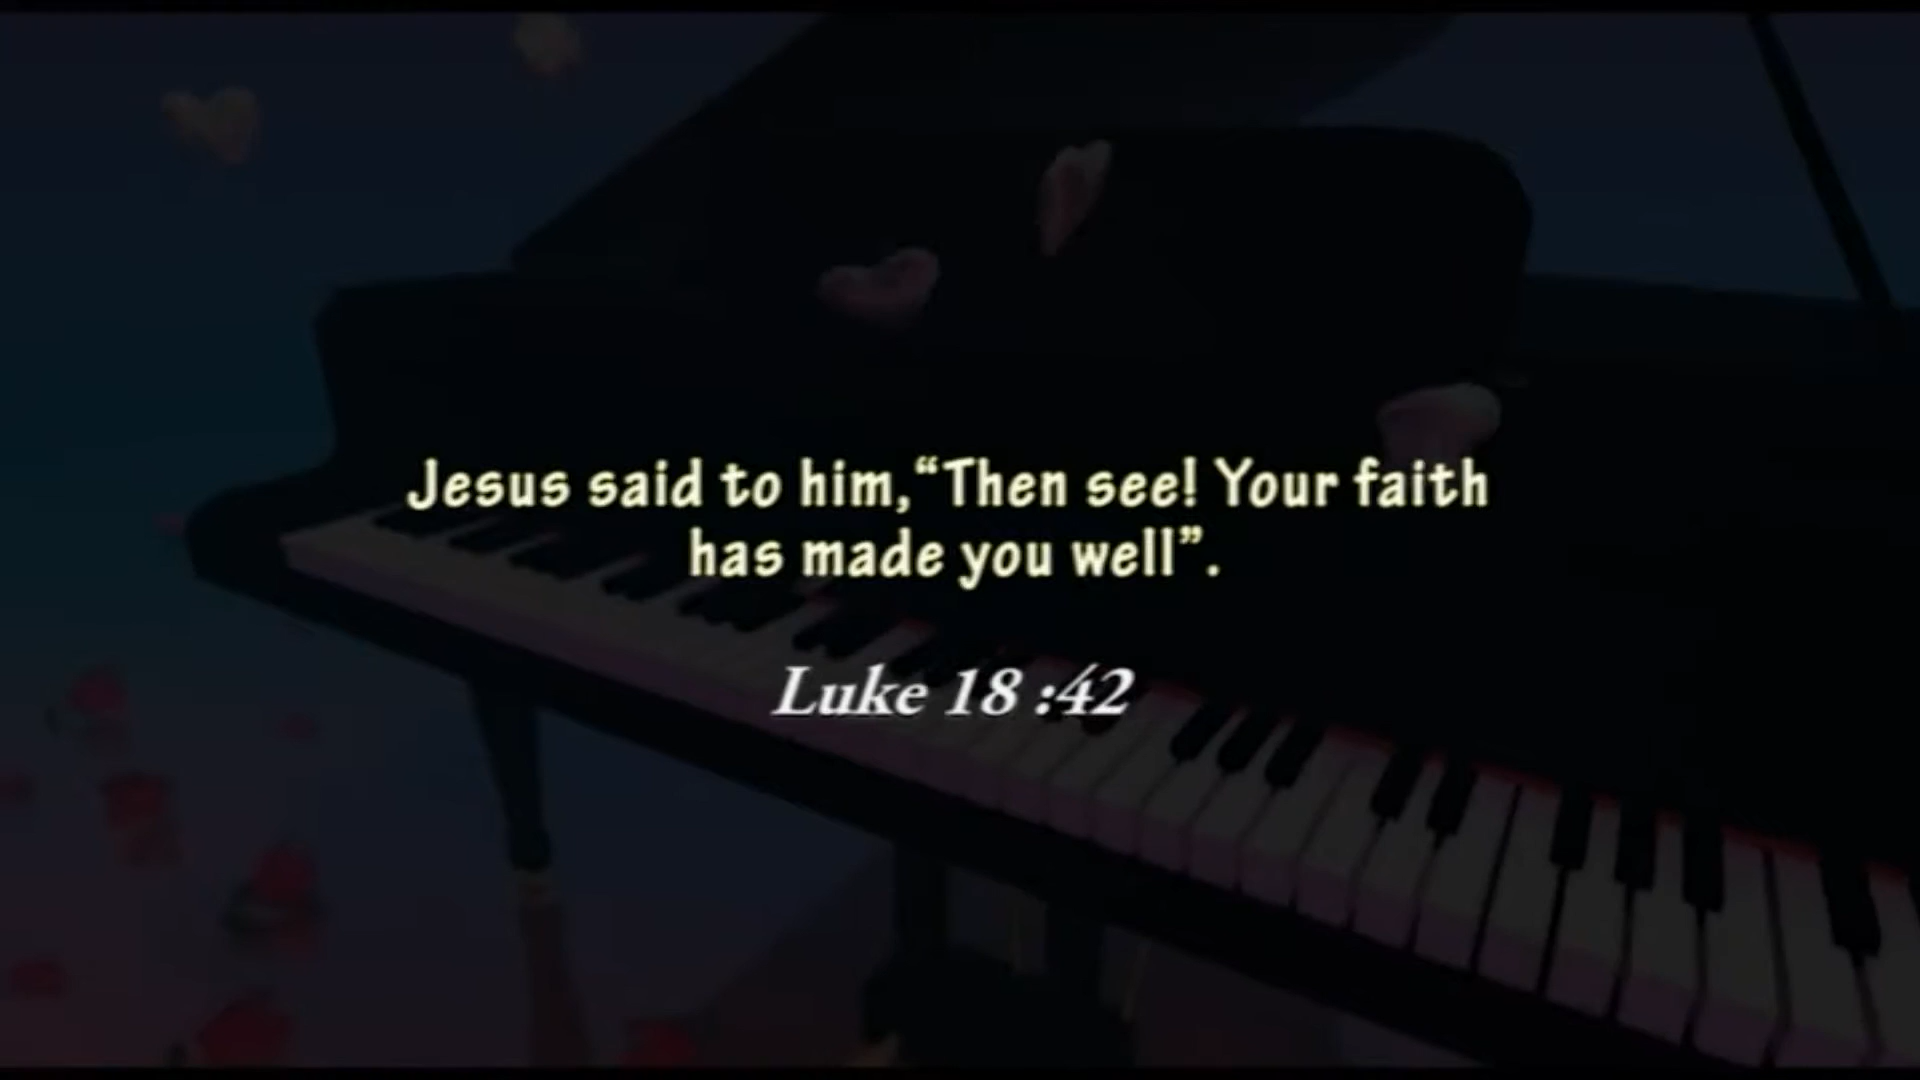 Jesus said to him,“Then see! Your faith
has made you well”.
Luke 18 :42